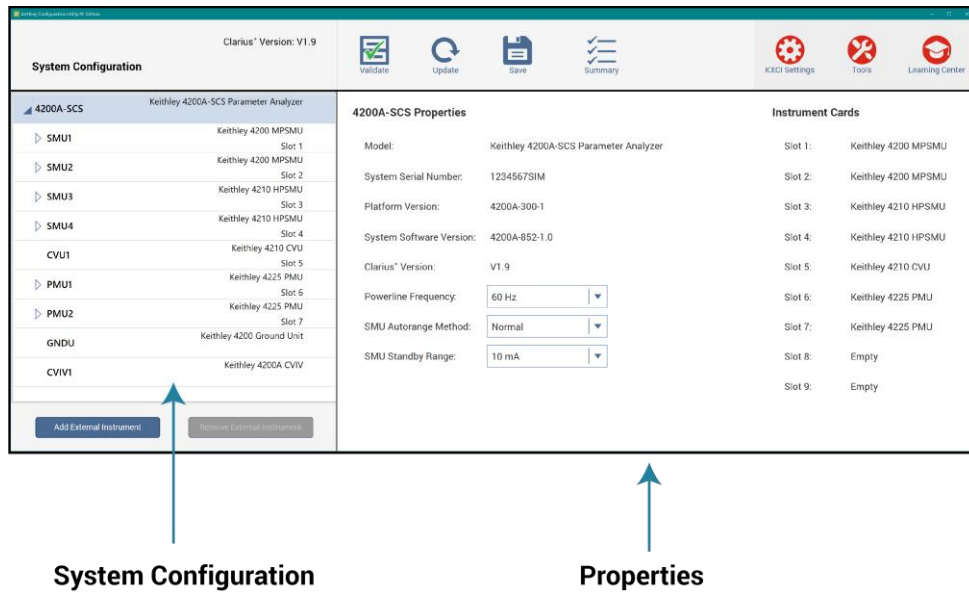 Keithley Configuration Utility PC Edition
Clarius⁺ Version: V1.9
System Configuration
Validate
Update
Save
Summary
KXCI Settings
Tools
Learning Center
4200A-SCS Keithley 4200A-SCS Parameter Analyzer
SMU1 Keithley 4200 MPSMU
Slot 1
SMU2 Keithley 4200 MPSMU
Slot 2
SMU3 Keithley 4210 HPSMU
Slot 3
SMU4 Keithley 4210 HPSMU
Slot 4
CVU1 Keithley 4210 CVU
Slot 5
PMU1 Keithley 4225 PMU
Slot 6
PMU2 Keithley 4225 PMU
Slot 7
GNDU Keithley 4200 Ground Unit
CVIV1 Keithley 4200A CVIV
Add External Instrument
Remove External Instrument
4200A-SCS Properties
Model: Keithley 4200A-SCS Parameter Analyzer
System Serial Number: 1234567SIM
Platform Version: 4200A-300-1
System Software Version: 4200A-852-1.0
Clarius⁺ Version: V1.9
Powerline Frequency: 60 Hz
SMU Autorange Method: Normal
SMU Standby Range: 10 mA
Instrument Cards
Slot 1: Keithley 4200 MPSMU
Slot 2: Keithley 4200 MPSMU
Slot 3: Keithley 4210 HPSMU
Slot 4: Keithley 4210 HPSMU
Slot 5: Keithley 4210 CVU
Slot 6: Keithley 4225 PMU
Slot 7: Keithley 4225 PMU
Slot 8: Empty
Slot 9: Empty
System Configuration
Properties